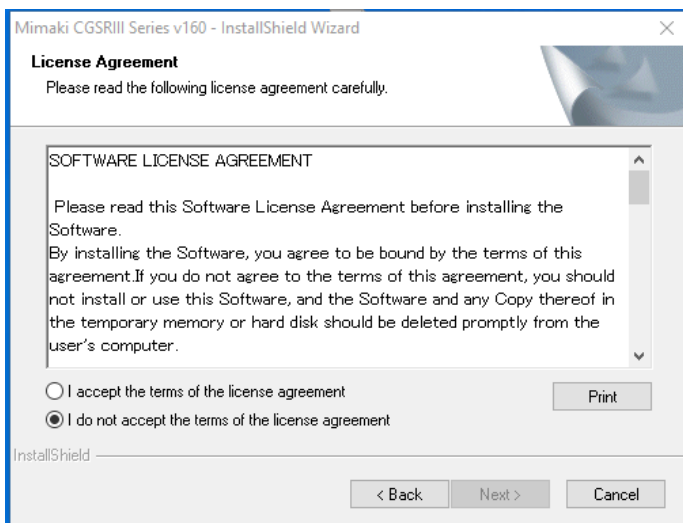 Mimaki CGSRIII Series v160 - InstallShield Wizard
License Agreement
Please read the following license agreement carefully.
SOFTWARE LICENSE AGREEMENT
Please read this Software License Agreement before installing the
Software.
By installing the Software, you agree to be bound by the terms of this
agreement.If you do not agree to the terms of this agreement, you should
not install or use this Software, and the Software and any Copy thereof in
the temporary memory or hard disk should be deleted promptly from the
user's computer.
I accept the terms of the license agreement
Print
I do not accept the terms of the license agreement
InstallShield
< Back
Next >
Cancel